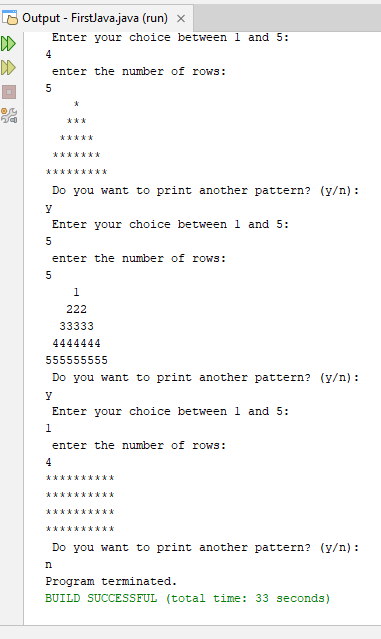 Output - FirstJava.java (run) ×
 Enter your choice between 1 and 5:
4
 enter the number of rows:
5
    *
   ***
  *****
 *******
*********
 Do you want to print another pattern? (y/n):
y
 Enter your choice between 1 and 5:
5
 enter the number of rows:
5
    1
   222
  33333
 4444444
555555555
 Do you want to print another pattern? (y/n):
y
 Enter your choice between 1 and 5:
1
 enter the number of rows:
4
**********
**********
**********
**********
 Do you want to print another pattern? (y/n):
n
Program terminated.
BUILD SUCCESSFUL (total time: 33 seconds)